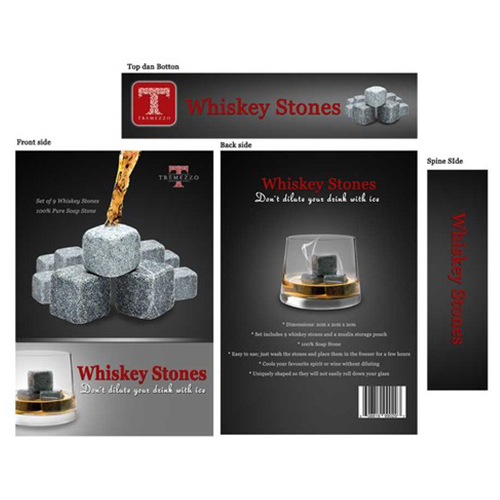 Top dan Botton
TREMEZZO
Whiskey Stones
Front side
TREMEZZO
Set of 9 Whiskey Stones
100% Pure Soap Stone
Whiskey Stones
Don't dilute your drink with ice
Back side
Whiskey Stones
Don't dilute your drink with ice
* Dimensions: 2cm x 2cm x 2cm
* Set includes 9 whiskey stones and a muslin storage pouch
* 100% Soap Stone
* Easy to use, just wash the stones and place them in the freezer for a few hours
* Cools your favourite spirit or wine without diluting
* Uniquely shaped so they will not easily roll down your glass
Spine SIde
Whiskey Stones